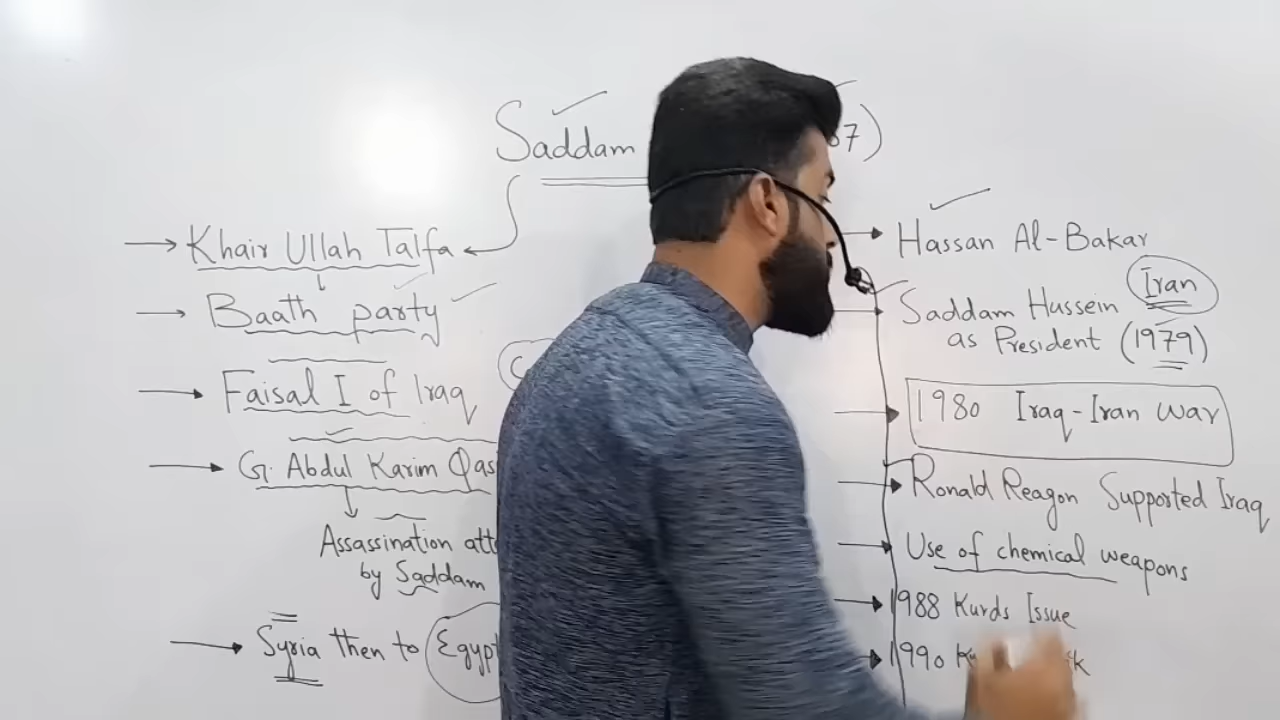 Saddam 7)
Khair Ullah Talfa
Baath party
Faisal I of Iraq
G. Abdul Karim Qas
Assassination att
by Saddam
Syria then to Egypt
Hassan Al-Bakar
Saddam Hussein Iran
as President (1979)
1980 Iraq-Iran War
Ronald Reagon Supported Iraq
Use of chemical weapons
1988 Kurds Issue
1990